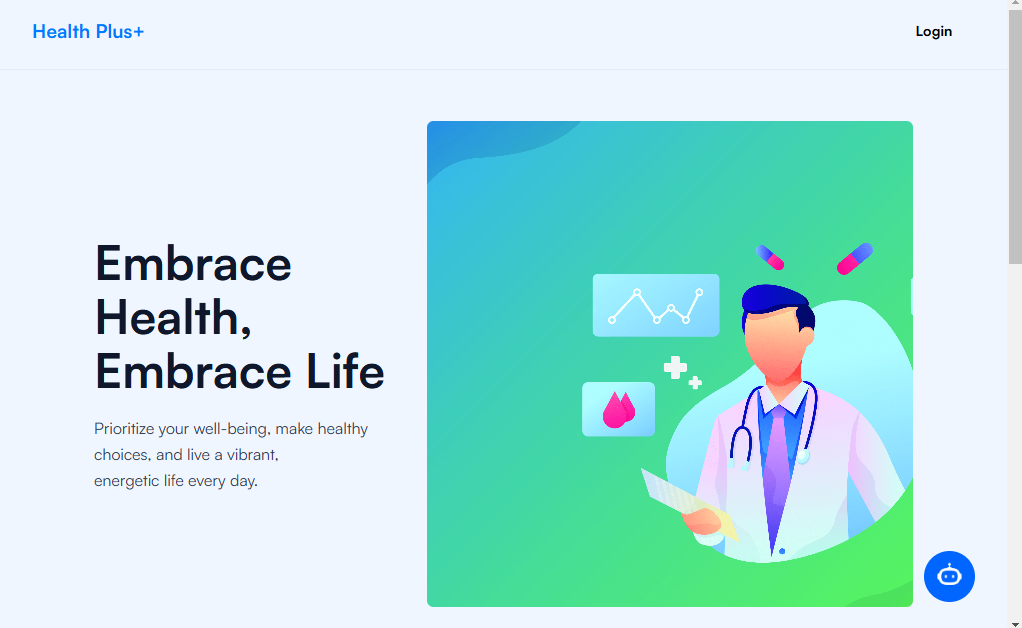 Health Plus+
Login
Embrace
Health,
Embrace Life
Prioritize your well-being, make healthy
choices, and live a vibrant,
energetic life every day.